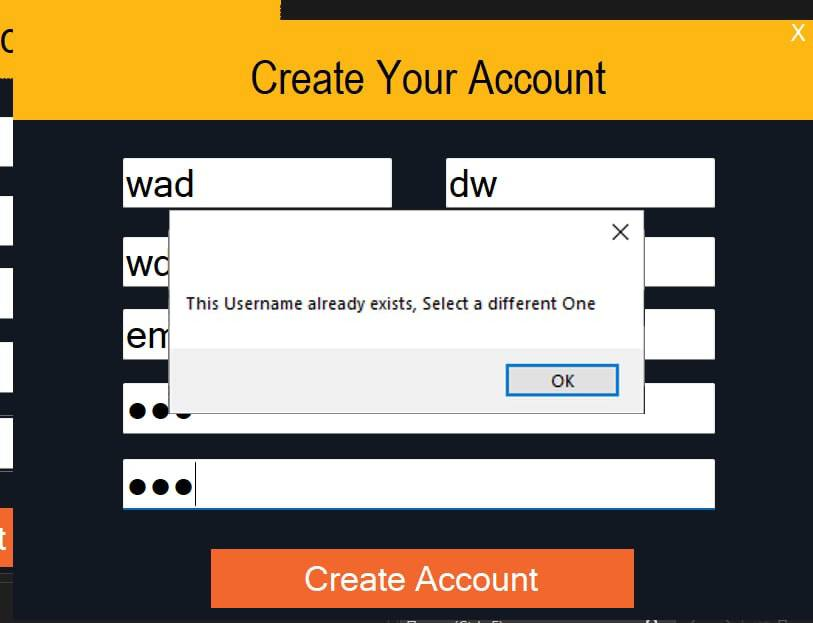 X
Create Your Account
wad
dw
This Username already exists, Select a different One
OK
Create Account